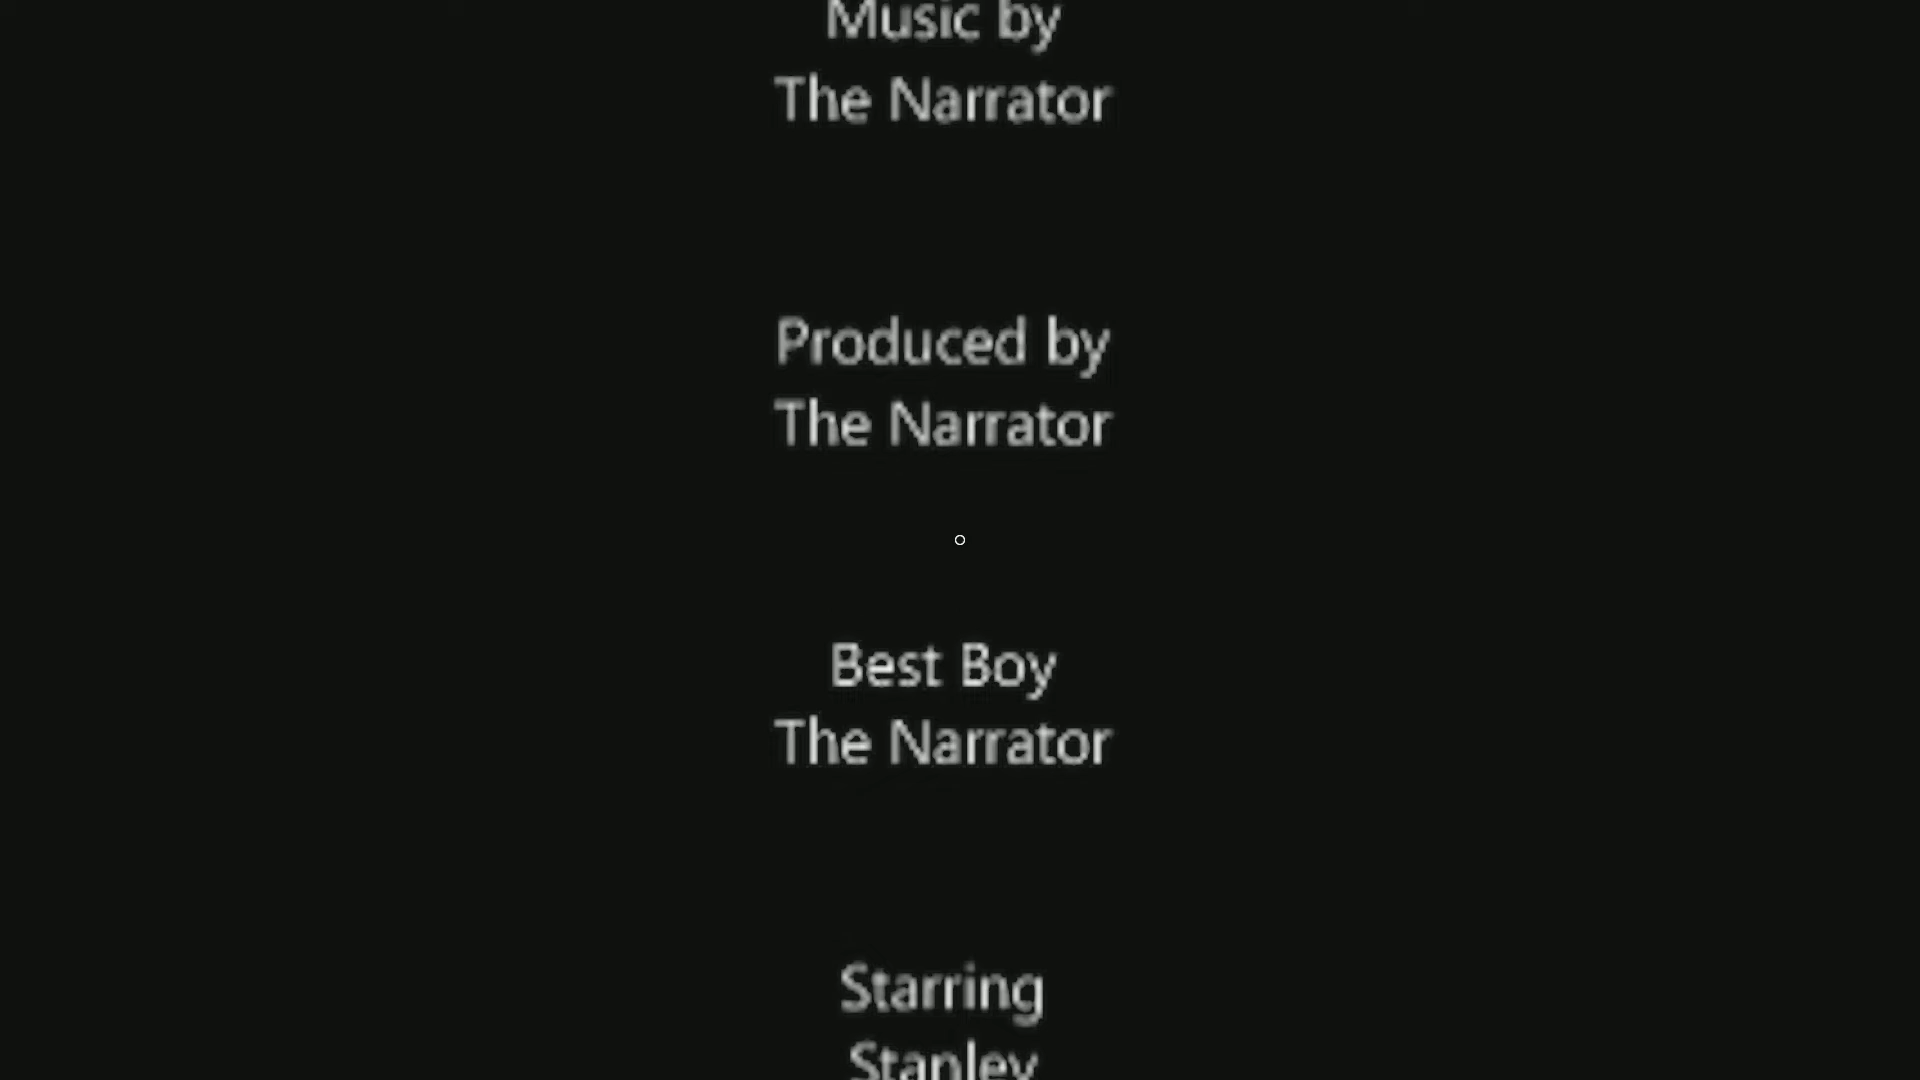 Music by
The Narrator
Produced by
The Narrator
Best Boy
The Narrator
Starring
Stanley